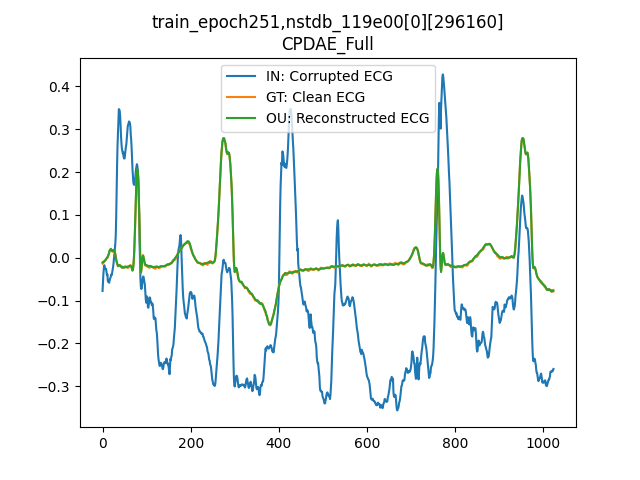 train_epoch251,nstdb_119e00[0][296160]
CPDAE_Full
IN: Corrupted ECG
GT: Clean ECG
OU: Reconstructed ECG
0.4
0.3
0.2
0.1
0.0
−0.1
−0.2
−0.3
0 200 400 600 800 1000